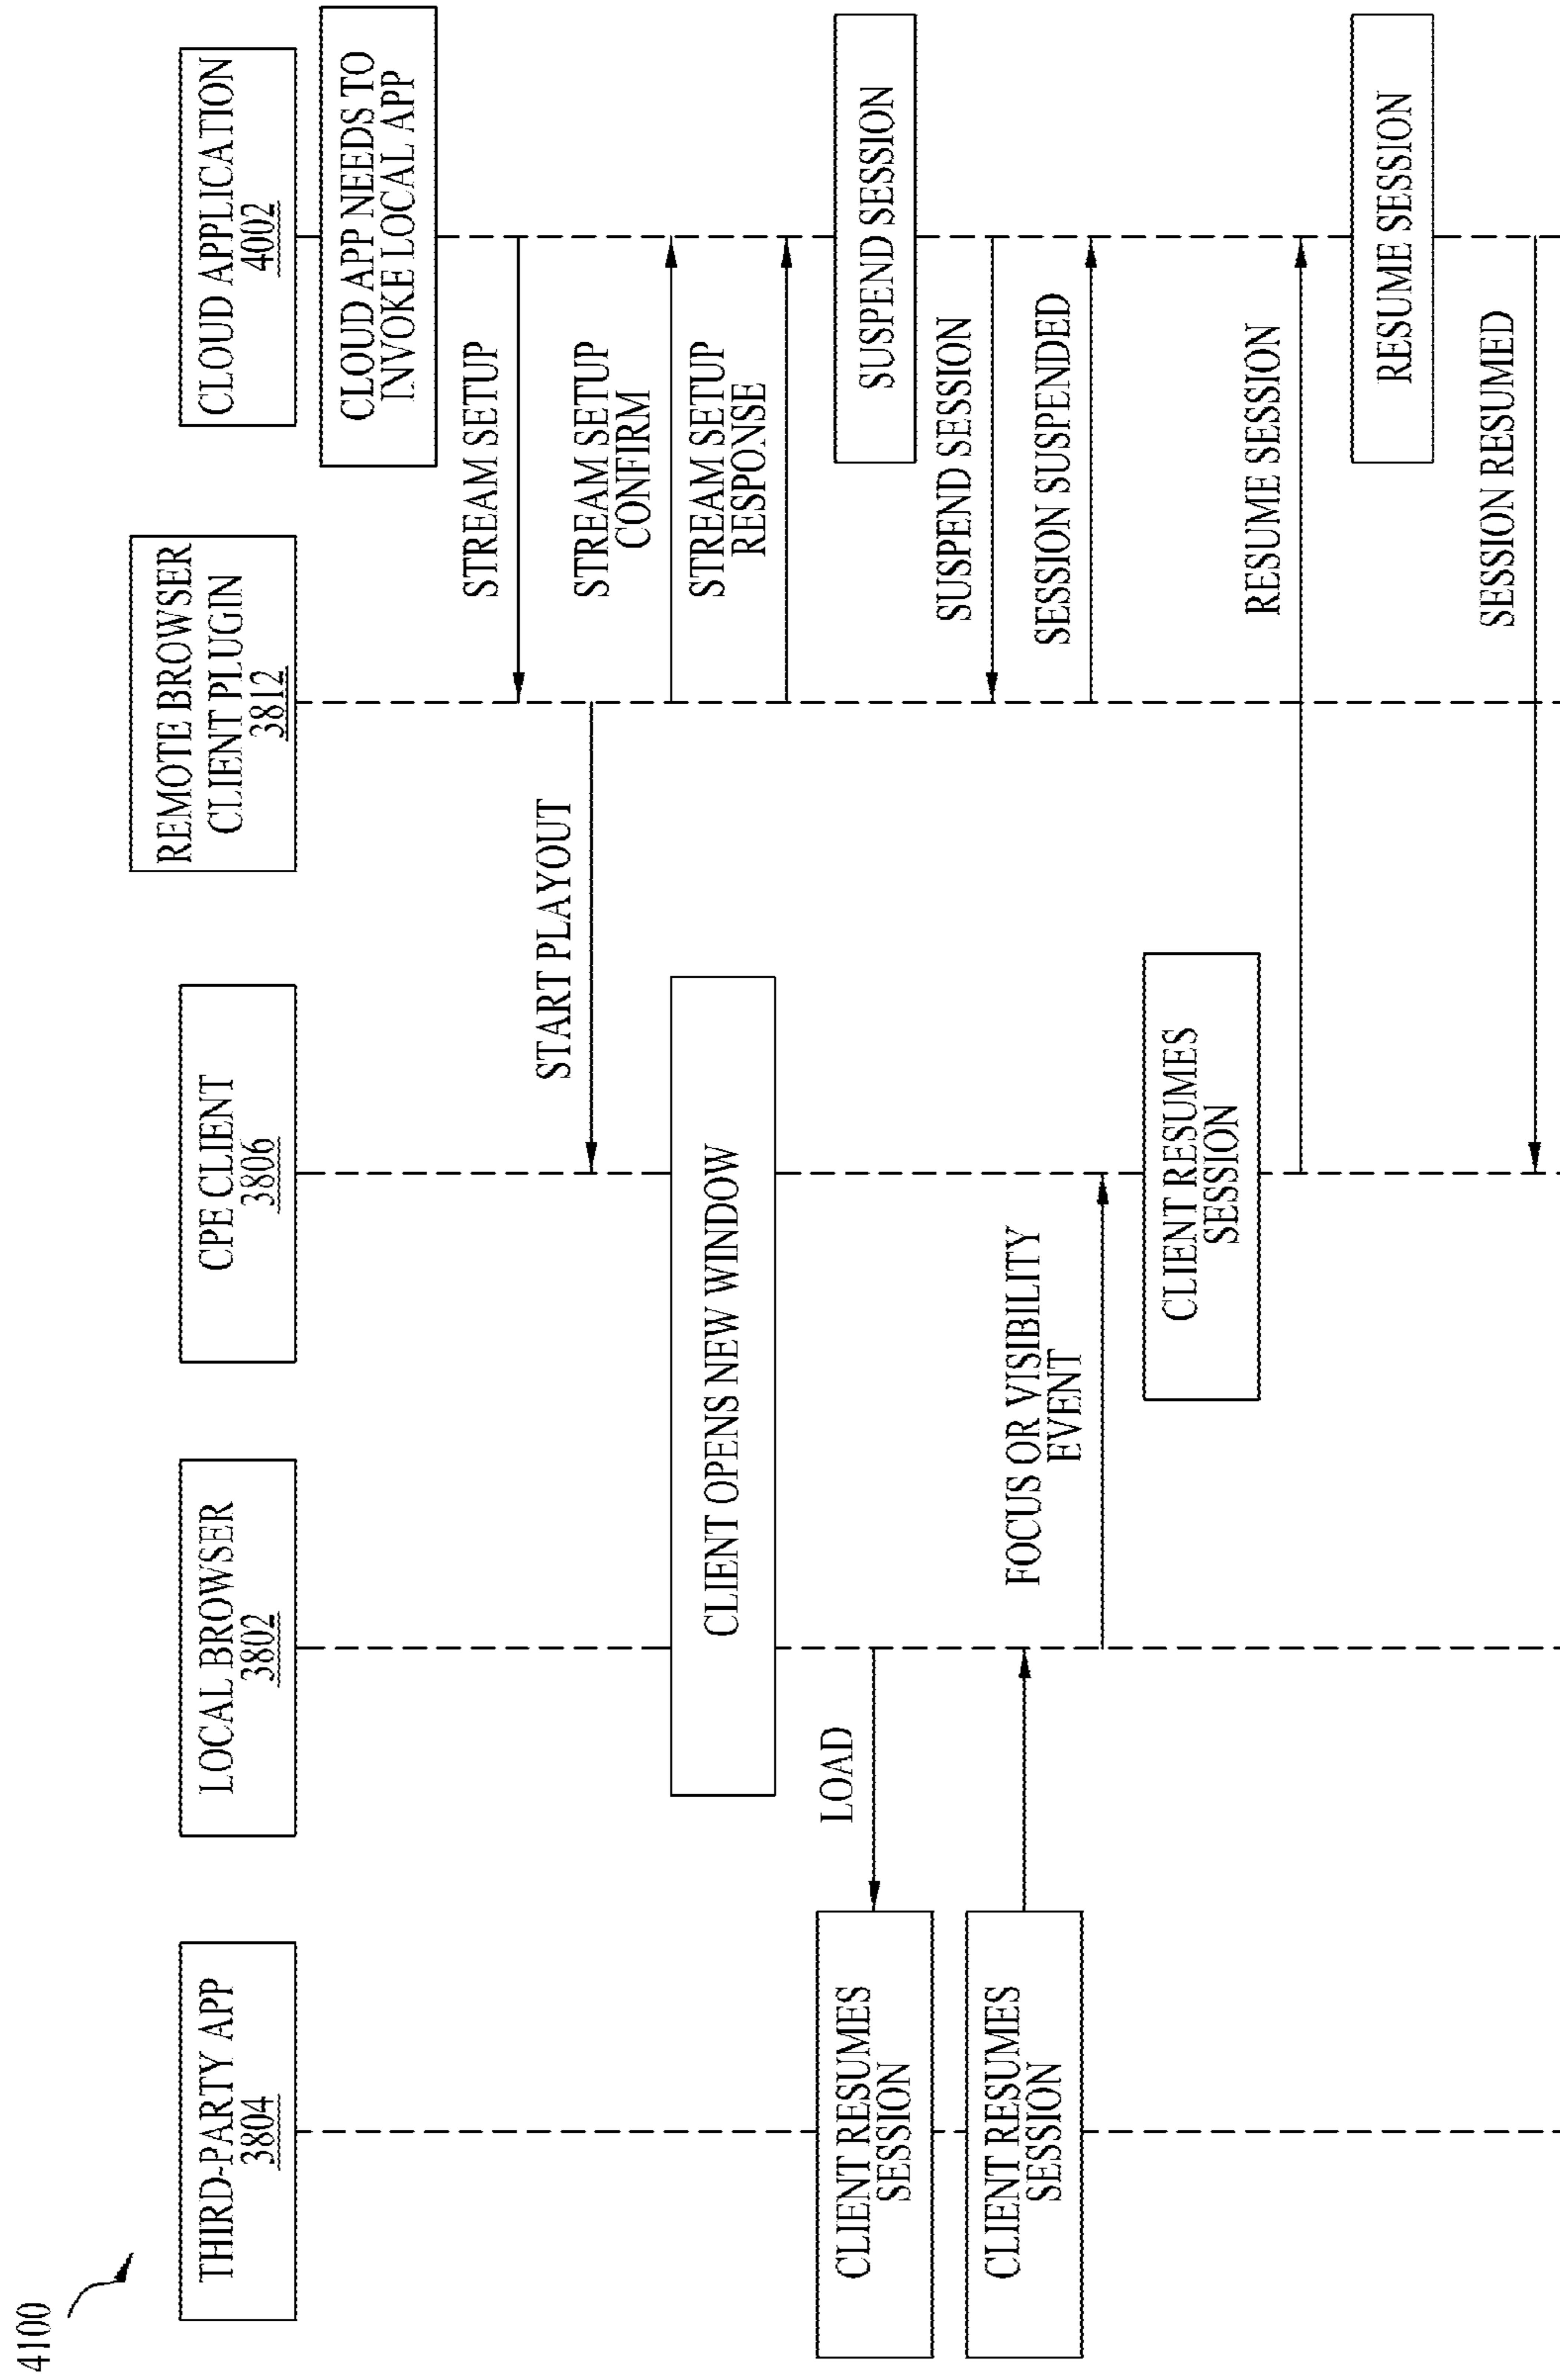 4100
THIRD-PARTY APP
3804
LOCAL BROWSER
3802
CPE CLIENT
3806
REMOTE BROWSER
CLIENT PLUGIN
3812
CLOUD APPLICATION
4002
CLOUD APP NEEDS TO
INVOKE LOCAL APP
STREAM SETUP
START PLAYOUT
STREAM SETUP
CONFIRM
CLIENT OPENS NEW WINDOW
STREAM SETUP
RESPONSE
LOAD
CLIENT RESUMES
SESSION
SUSPEND SESSION
SUSPEND SESSION
CLIENT RESUMES
SESSION
FOCUS OR VISIBILITY
EVENT
SESSION SUSPENDED
CLIENT RESUMES
SESSION
RESUME SESSION
RESUME SESSION
SESSION RESUMED